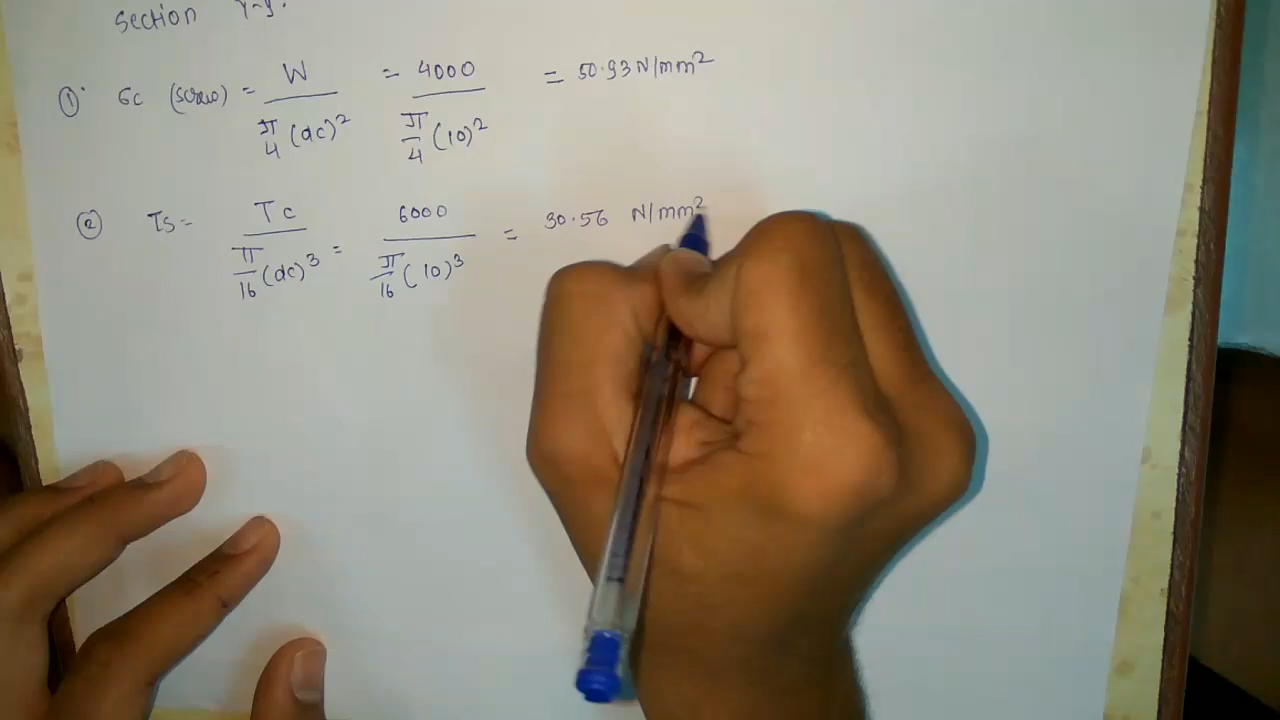 Section Y-Y.
① σc (screw) = W / π/4 (dc)² = 4000 / π/4 (10)² = 50.93 N/mm²
② τs = Tc / π/16 (dc)³ = 6000 / π/16 (10)³ = 30.56 N/mm²